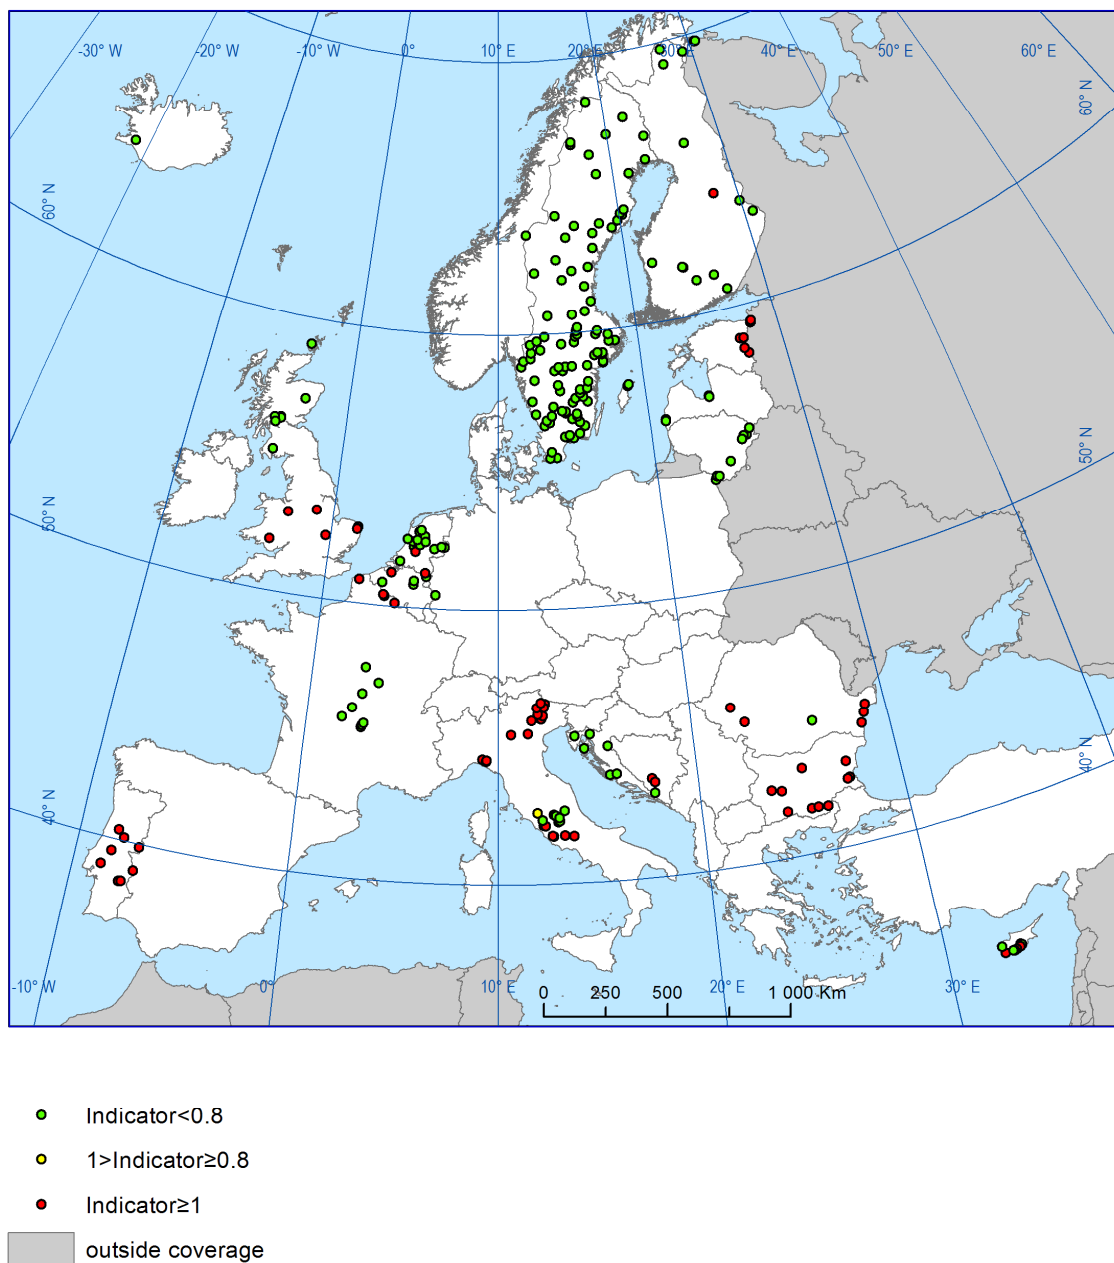 -30° W -20° W -10° W 0° 10° E 20° E 30° E 40° E 50° E 60° E
60° N
60° N
50° N
50° N
40° N
40° N
-10° W 0° 10° E 20° E 30° E
0 250 500 1 000 Km
Indicator<0.8
1>Indicator≥0.8
Indicator≥1
outside coverage